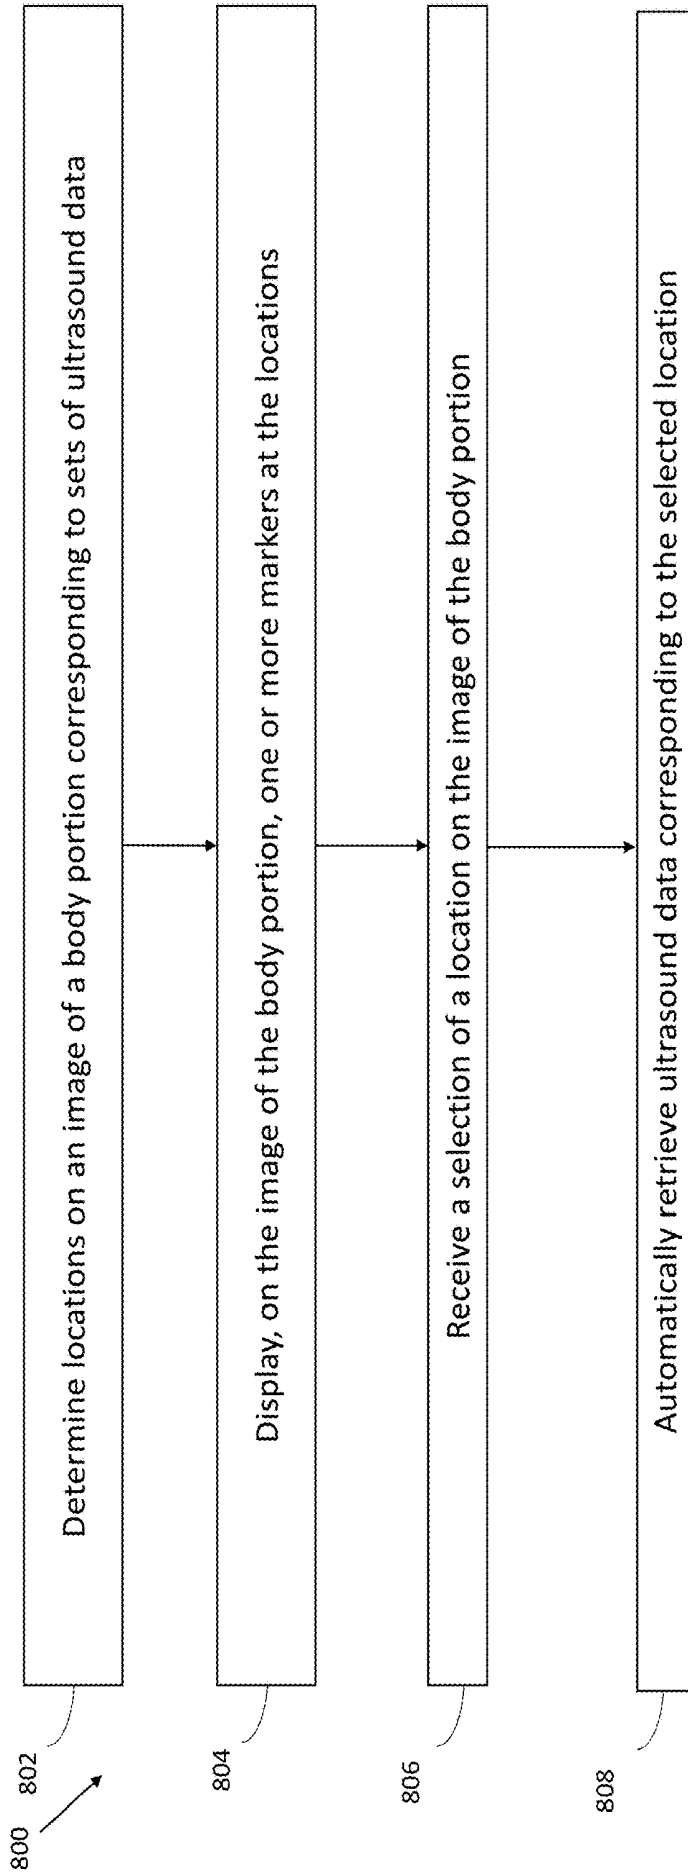 800
802
Determine locations on an image of a body portion corresponding to sets of ultrasound data
804
Display, on the image of the body portion, one or more markers at the locations
806
Receive a selection of a location on the image of the body portion
808
Automatically retrieve ultrasound data corresponding to the selected location